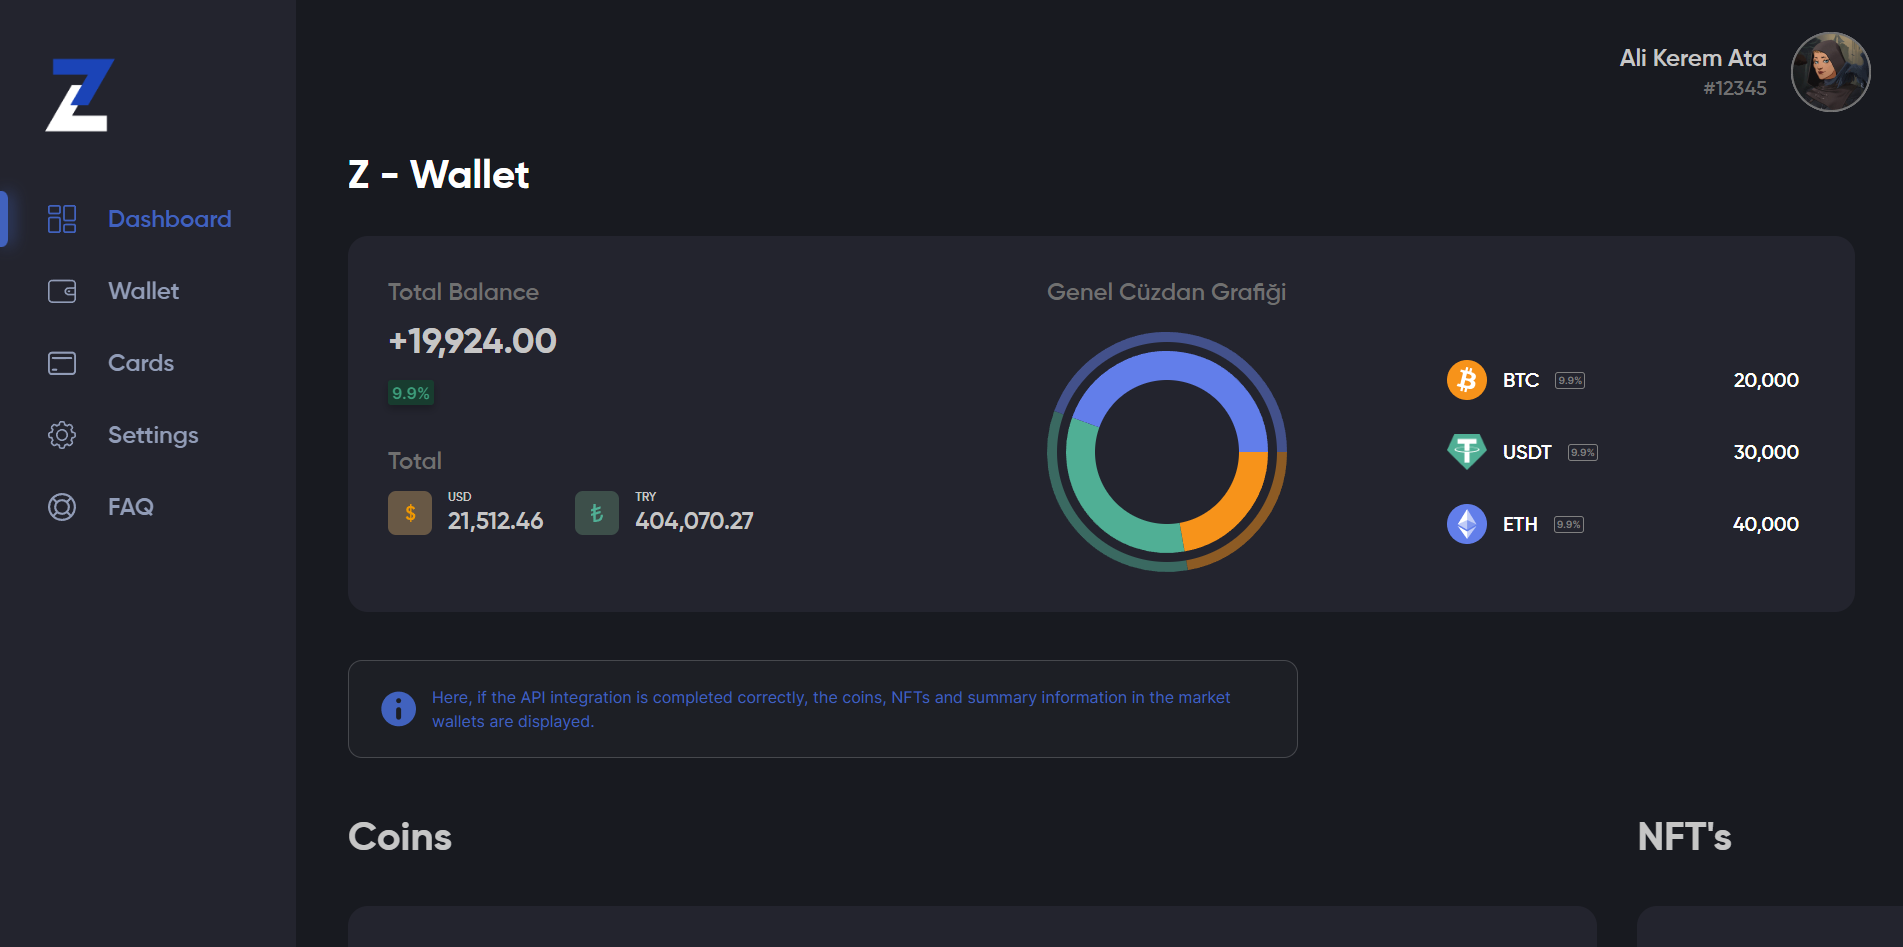 Z
Ali Kerem Ata
#12345
Dashboard
Wallet
Cards
Settings
FAQ
Z - Wallet
Total Balance
+19,924.00
9.9%
Total
$
USD
21,512.46
₺
TRY
404,070.27
Genel Cüzdan Grafiği
BTC 9.9% 20,000
USDT 9.9% 30,000
ETH 9.9% 40,000
Here, if the API integration is completed correctly, the coins, NFTs and summary information in the market
wallets are displayed.
Coins
NFT's